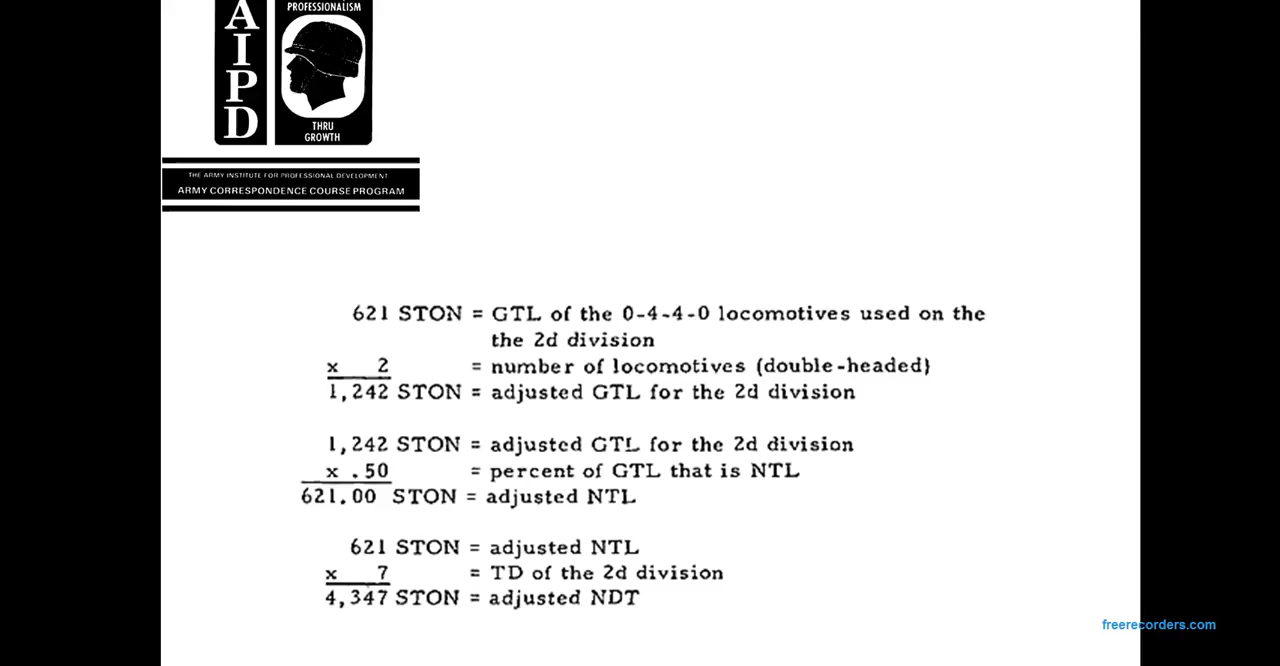 AIPD
PROFESSIONALISM
THRU
GROWTH
THE ARMY INSTITUTE FOR PROFESSIONAL DEVELOPMENT
ARMY CORRESPONDENCE COURSE PROGRAM
621 STON = GTL of the 0-4-4-0 locomotives used on the
the 2d division
x 2 = number of locomotives (double-headed)
1,242 STON = adjusted GTL for the 2d division
1,242 STON = adjusted GTL for the 2d division
x .50 = percent of GTL that is NTL
621.00 STON = adjusted NTL
621 STON = adjusted NTL
x 7 = TD of the 2d division
4,347 STON = adjusted NDT
freerecorders.com